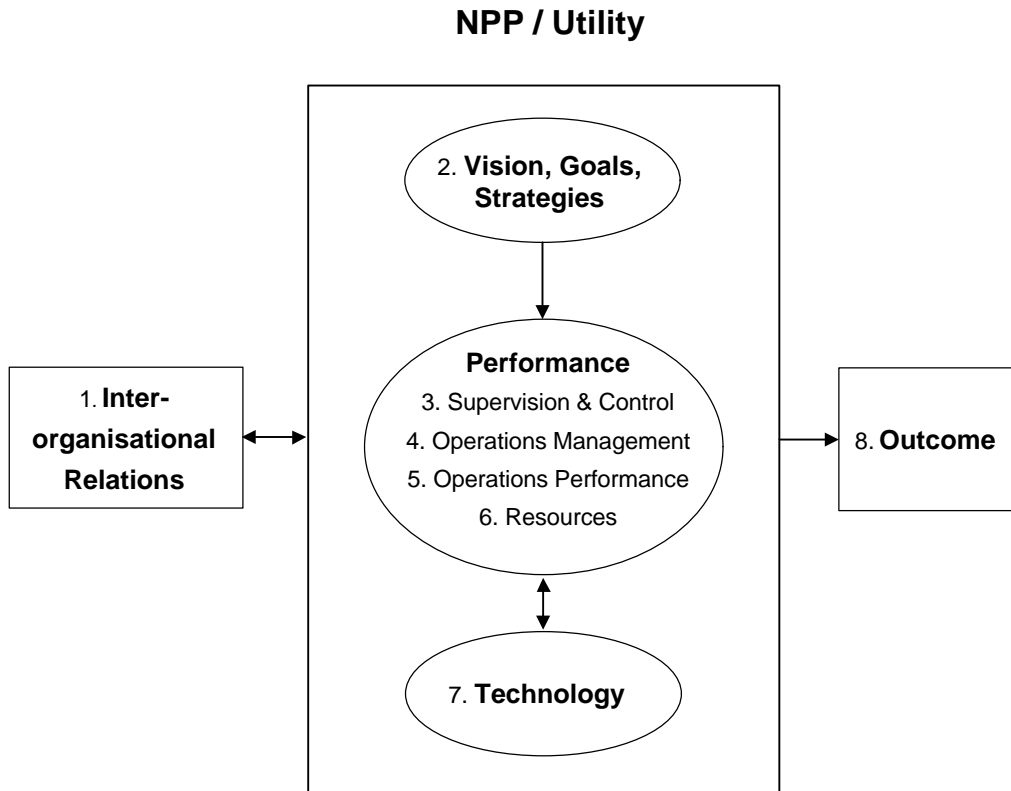 NPP / Utility
2. Vision, Goals,
Strategies
Performance
3. Supervision & Control
4. Operations Management
5. Operations Performance
6. Resources
1. Inter-
organisational
Relations
8. Outcome
7. Technology